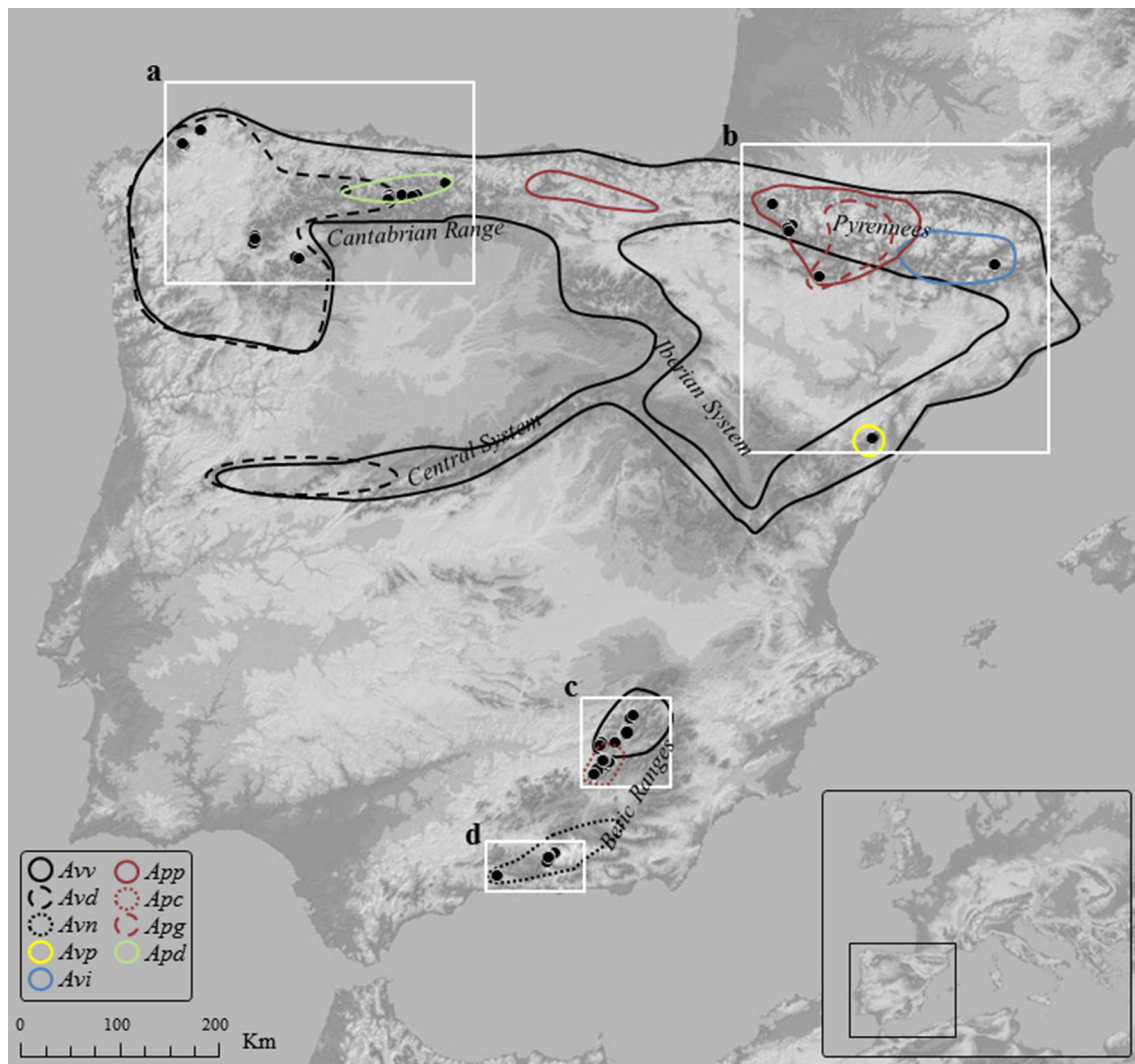 a
b
Pyrennees
Cantabrian Range
Iberian System
Central System
c
Betic Ranges
d
Avv
App
Avd
Apc
Avn
Apg
Avp
Apd
Avi
0 100 200
Km